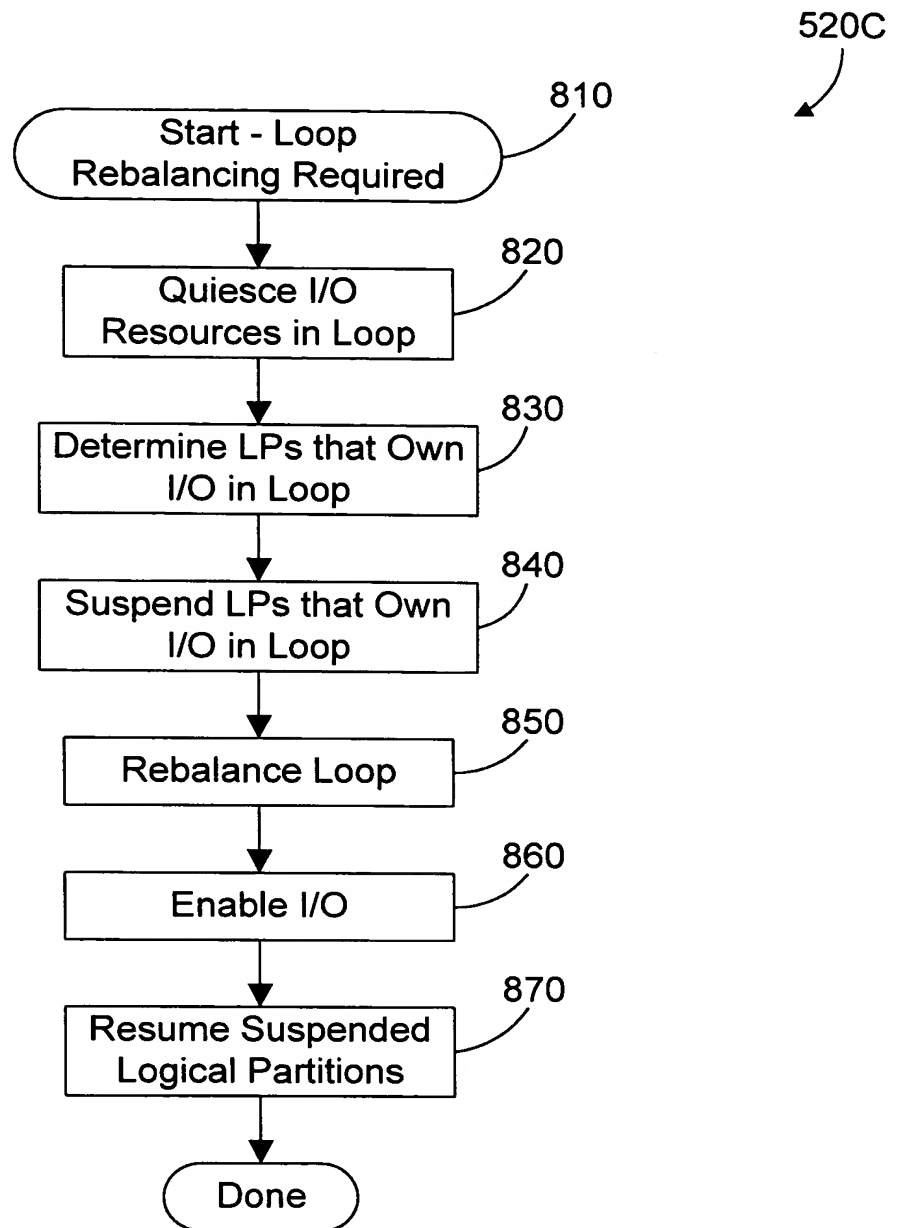 520C
810
Start - Loop
Rebalancing Required
820
Quiesce I/O
Resources in Loop
830
Determine LPs that Own
I/O in Loop
840
Suspend LPs that Own
I/O in Loop
850
Rebalance Loop
860
Enable I/O
870
Resume Suspended
Logical Partitions
Done